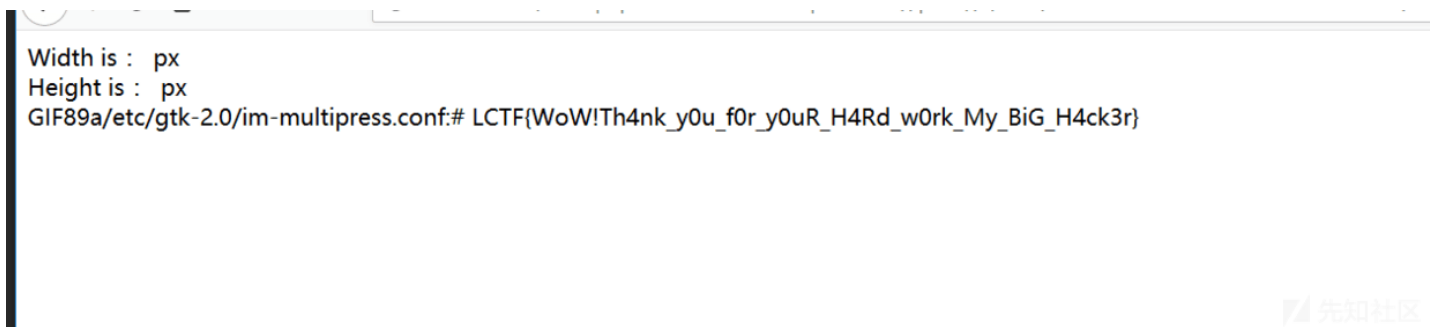 Width is： px
Height is： px
GIF89a/etc/gtk-2.0/im-multipress.conf:# LCTF{WoW!Th4nk_y0u_f0r_y0uR_H4Rd_w0rk_My_BiG_H4ck3r}
先知社区